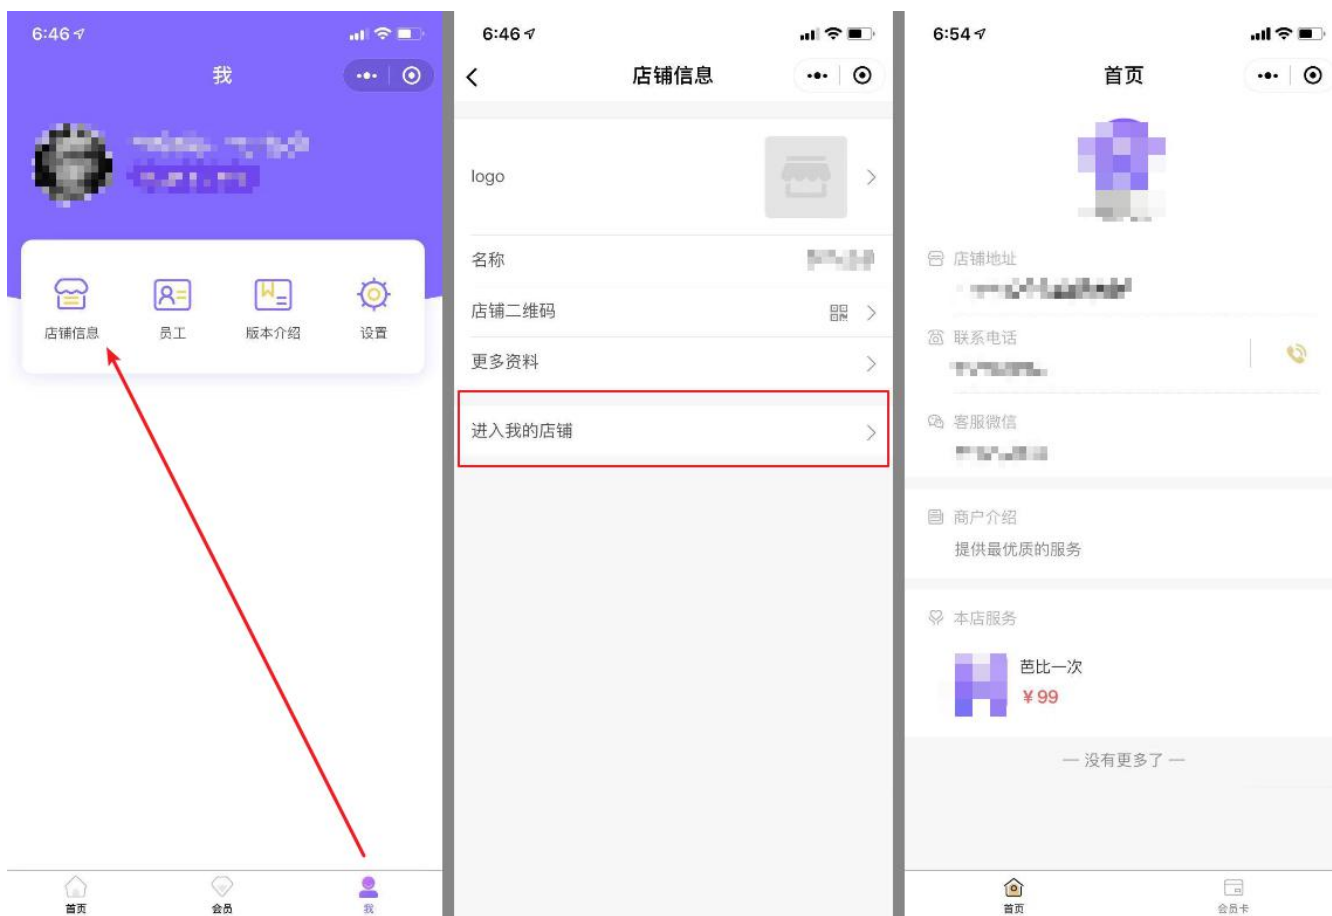 6:46
我
店铺信息
员工
版本介绍
设置
首页
会员
我
6:46
店铺信息
logo
名称
店铺二维码
更多资料
进入我的店铺
6:54
首页
店铺地址
联系电话
客服微信
商户介绍
提供最优质的服务
本店服务
芭比一次
¥99
— 没有更多了 —
首页
会员卡